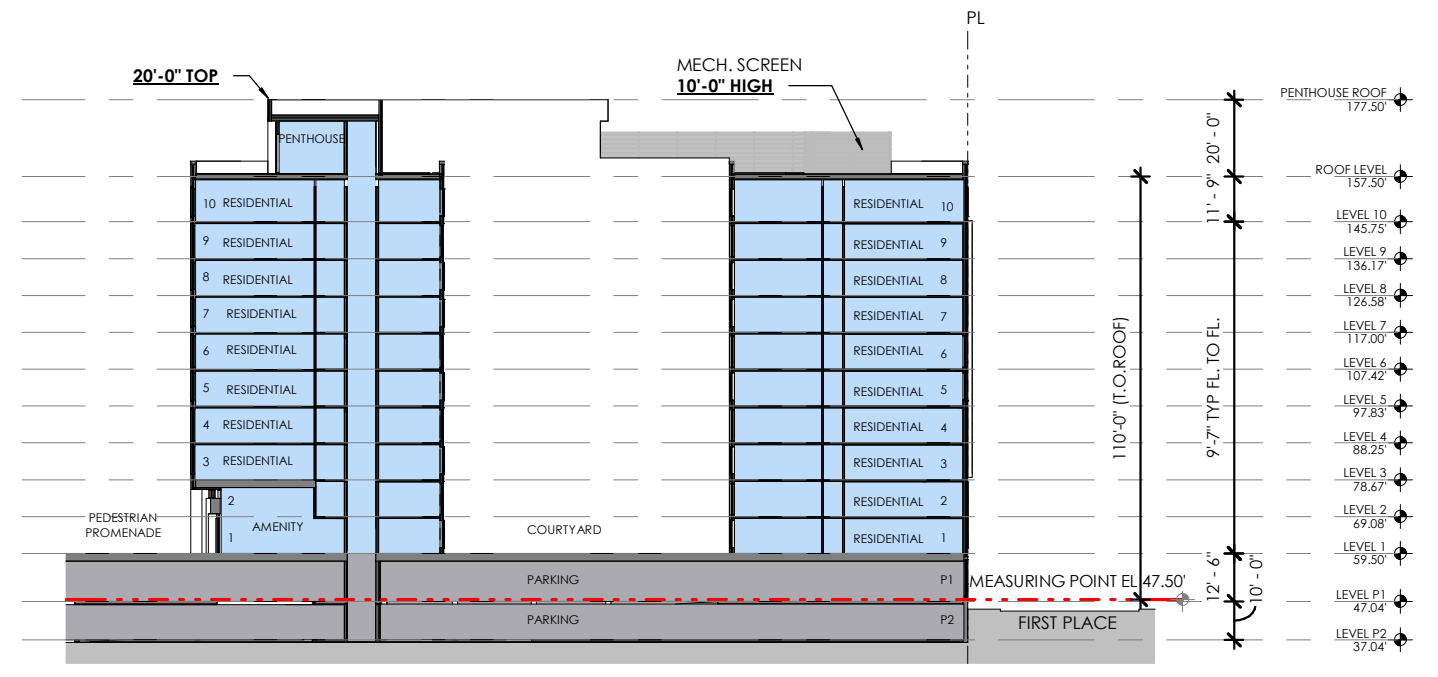 PL
MECH. SCREEN
10'-0" HIGH
20'-0" TOP
PENTHOUSE ROOF
177.50'
20' - 0"
PENTHOUSE
ROOF LEVEL
157.50'
11' - 9"
10 RESIDENTIAL
RESIDENTIAL 10
LEVEL 10
145.75'
9 RESIDENTIAL
RESIDENTIAL 9
LEVEL 9
136.17'
8 RESIDENTIAL
RESIDENTIAL 8
LEVEL 8
126.58'
7 RESIDENTIAL
RESIDENTIAL 7
LEVEL 7
117.00'
6 RESIDENTIAL
RESIDENTIAL 6
LEVEL 6
107.42'
110'-0" (T.O.ROOF)
9'-7" TYP FL. TO FL.
5 RESIDENTIAL
RESIDENTIAL 5
LEVEL 5
97.83'
4 RESIDENTIAL
RESIDENTIAL 4
LEVEL 4
88.25'
3 RESIDENTIAL
RESIDENTIAL 3
LEVEL 3
78.67'
2
RESIDENTIAL 2
LEVEL 2
69.08'
PEDESTRIAN
PROMENADE
AMENITY
1
COURTYARD
RESIDENTIAL 1
LEVEL 1
59.50'
12' - 6"
10' - 0"
PARKING P1
MEASURING POINT EL 47.50'
LEVEL P1
47.04'
PARKING P2
FIRST PLACE
LEVEL P2
37.04'